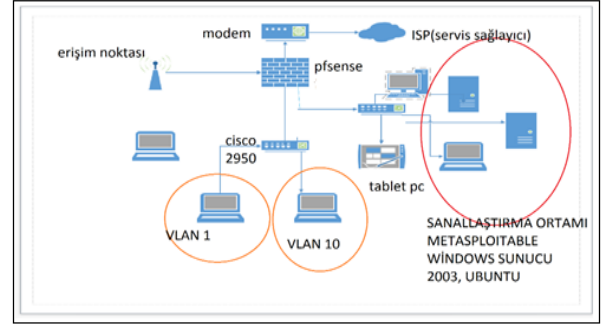 modem
ISP(servis sağlayıcı)
erişim noktası
pfsense
cisco
2950
tablet pc
VLAN 1
VLAN 10
SANALLAŞTIRMA ORTAMI
METASPLOITABLE
WİNDOWS SUNUCU
2003, UBUNTU